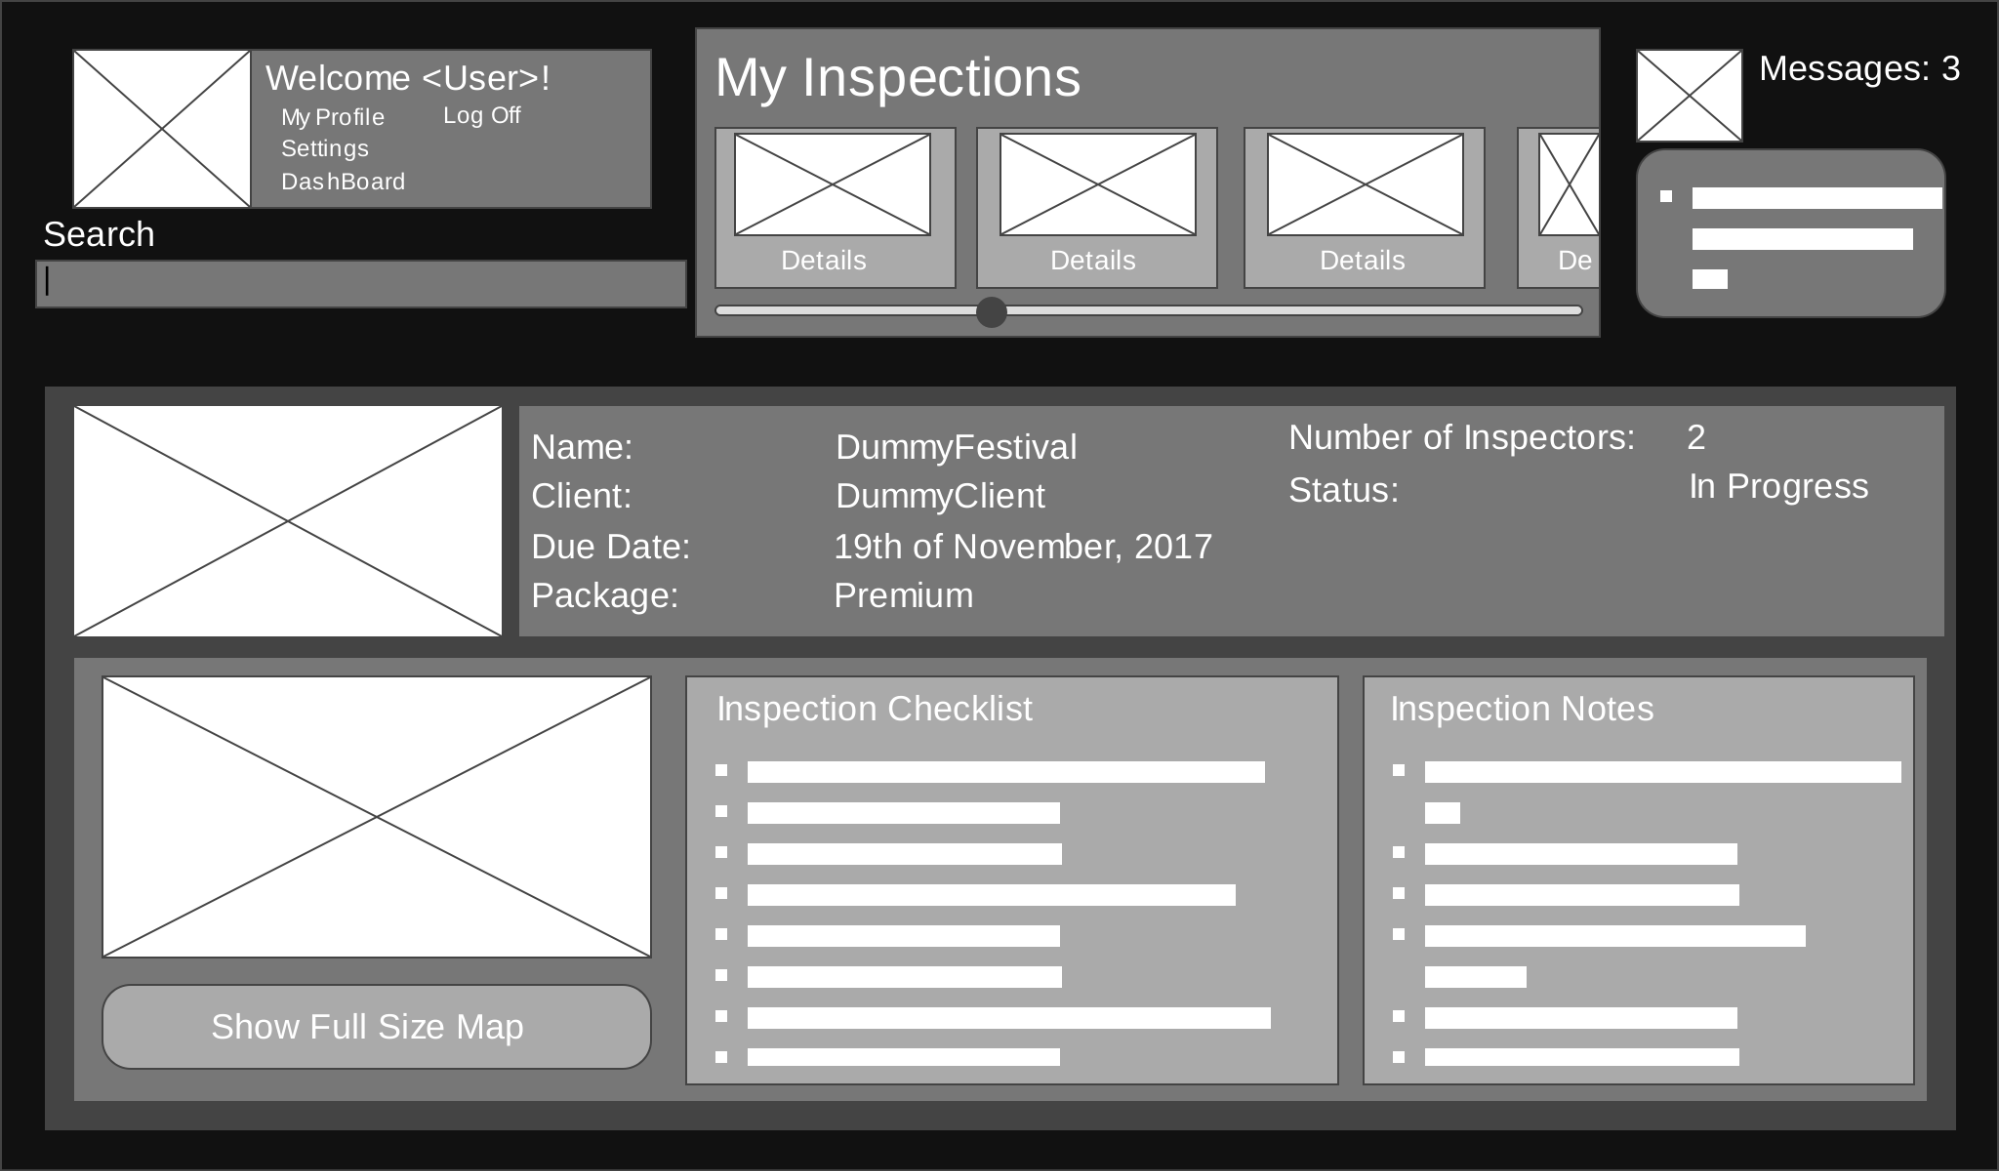 Welcome <User>!
My Profile
Log Off
Settings
DashBoard
Search
My Inspections
Details
Details
Details
De
Messages: 3
Name: DummyFestival
Client: DummyClient
Due Date: 19th of November, 2017
Package: Premium
Number of Inspectors: 2
Status: In Progress
Show Full Size Map
Inspection Checklist
Inspection Notes